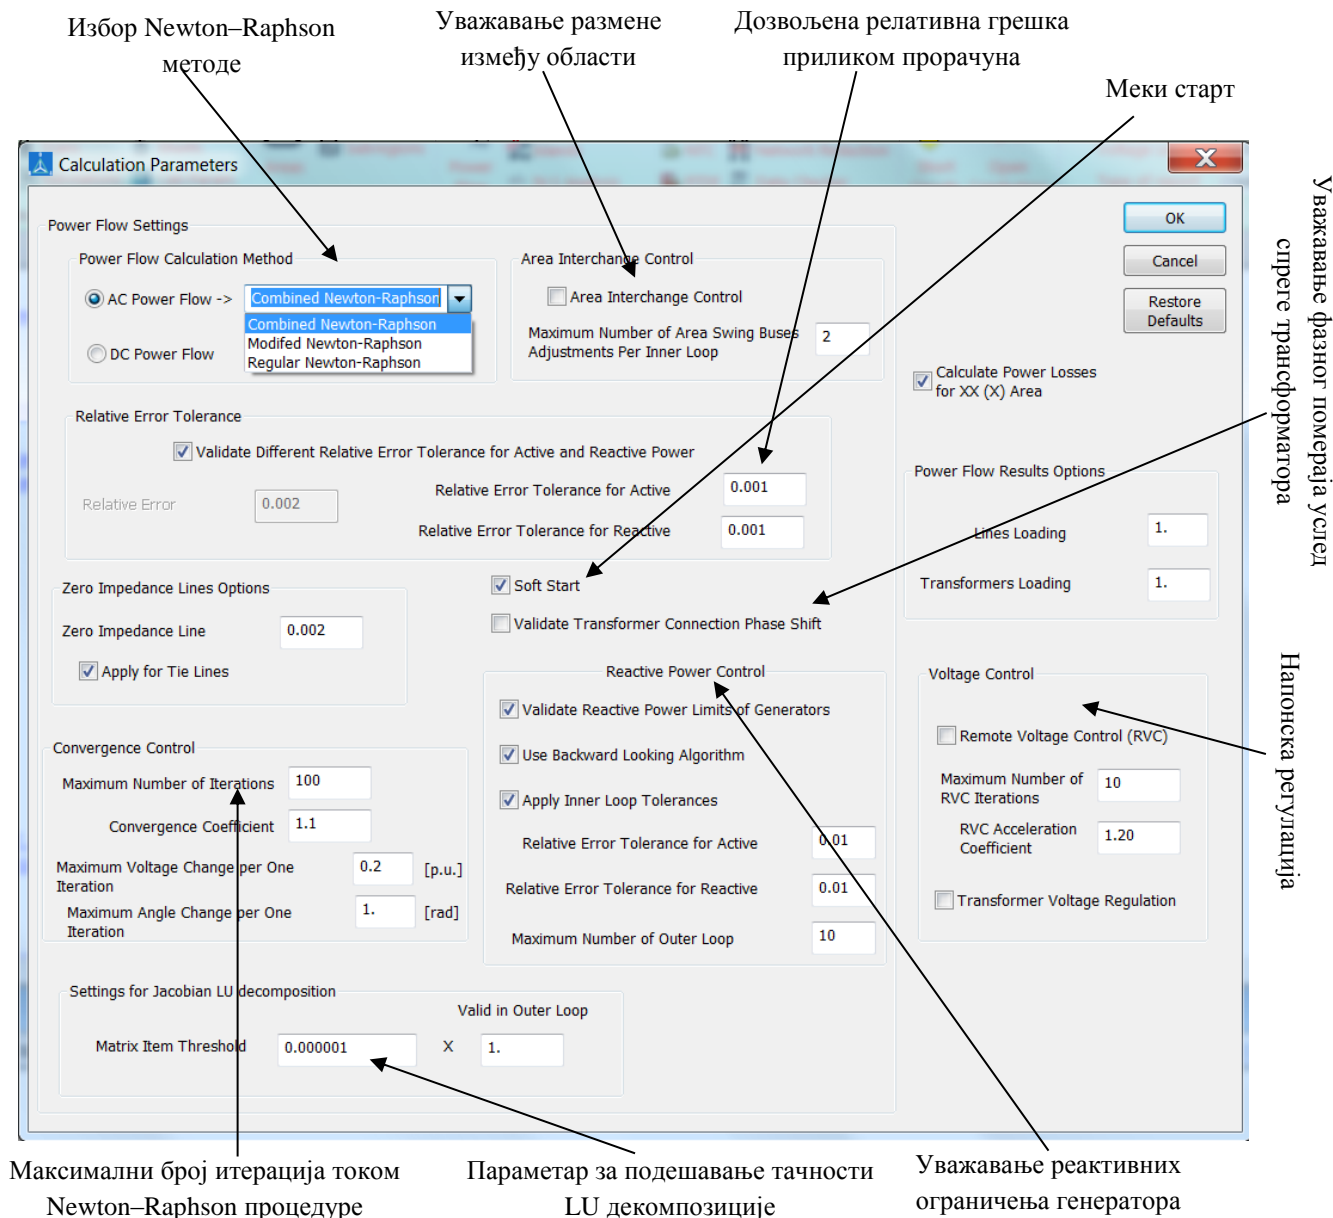 Избор Newton–Raphson
методе
Уважавање размене
између области
Дозвољена релативна грешка
приликом прорачуна
Меки старт
Calculation Parameters
Уважавање фазног помераја услед
спреге трансформатора
OK
Cancel
Restore
Defaults
Power Flow Settings
Power Flow Calculation Method
AC Power Flow ->
Combined Newton-Raphson
Combined Newton-Raphson
Modifed Newton-Raphson
Regular Newton-Raphson
DC Power Flow
Area Interchange Control
Area Interchange Control
Maximum Number of Area Swing Buses
Adjustments Per Inner Loop
2
Calculate Power Losses
for XX (X) Area
Relative Error Tolerance
Validate Different Relative Error Tolerance for Active and Reactive Power
Relative Error
0.002
Relative Error Tolerance for Active
0.001
Relative Error Tolerance for Reactive
0.001
Power Flow Results Options
Lines Loading
1.
Transformers Loading
1.
Zero Impedance Lines Options
Zero Impedance Line
0.002
Apply for Tie Lines
Soft Start
Validate Transformer Connection Phase Shift
Reactive Power Control
Validate Reactive Power Limits of Generators
Use Backward Looking Algorithm
Apply Inner Loop Tolerances
Relative Error Tolerance for Active
0.01
Relative Error Tolerance for Reactive
0.01
Maximum Number of Outer Loop
10
Voltage Control
Remote Voltage Control (RVC)
Maximum Number of
RVC Iterations
10
RVC Acceleration
Coefficient
1.20
Transformer Voltage Regulation
Напонска регулација
Convergence Control
Maximum Number of Iterations
100
Convergence Coefficient
1.1
Maximum Voltage Change per One
Iteration
0.2
[p.u.]
Maximum Angle Change per One
Iteration
1.
[rad]
Settings for Jacobian LU decomposition
Valid in Outer Loop
Matrix Item Threshold
0.000001
X
1.
Максимални број итерација током
Newton–Raphson процедуре
Параметар за подешавање тачности
LU декомпозиције
Уважавање реактивних
ограничења генератора